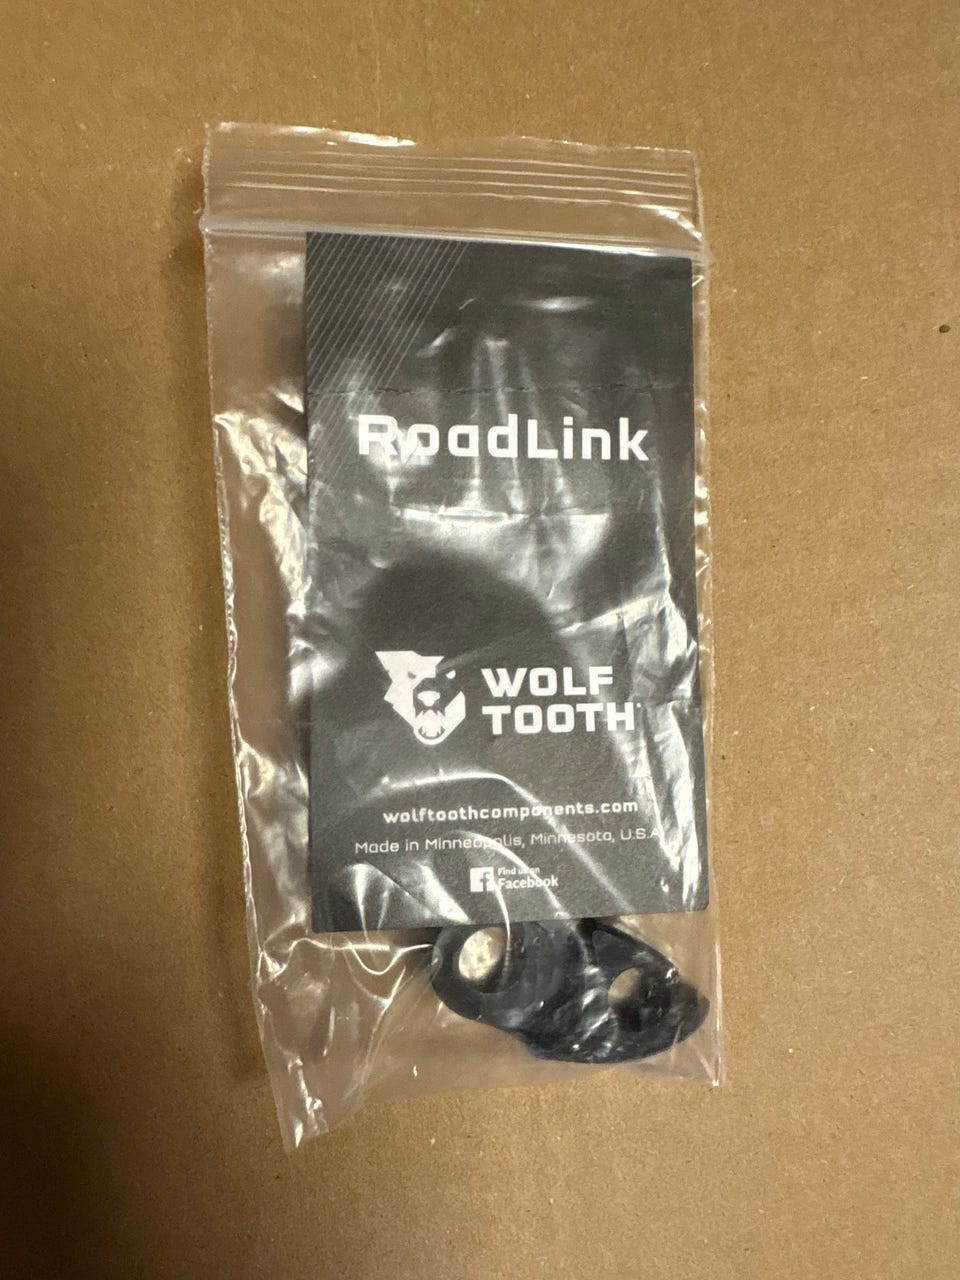 RoadLink
WOLF
TOOTH
wolftoothcomponents.com
Made in Minneapolis, Minnesota, U.S.A
Find us on
Facebook